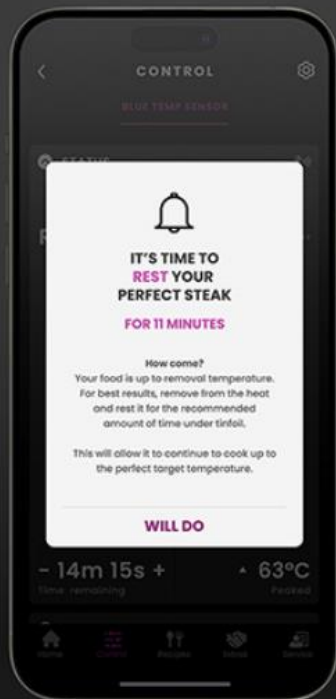 CONTROL
BLUE TEMP SENSOR
STATUS
IT'S TIME TO
REST YOUR
PERFECT STEAK
FOR 11 MINUTES
How come?
Your food is up to removal temperature.
For best results, remove from the heat
and rest it for the recommended
amount of time under tinfoil.
This will allow it to continue to cook up to
the perfect target temperature.
WILL DO
- 14m 15s +
63°C
Time remaining
Peaked
Home
Control
Recipes
Service